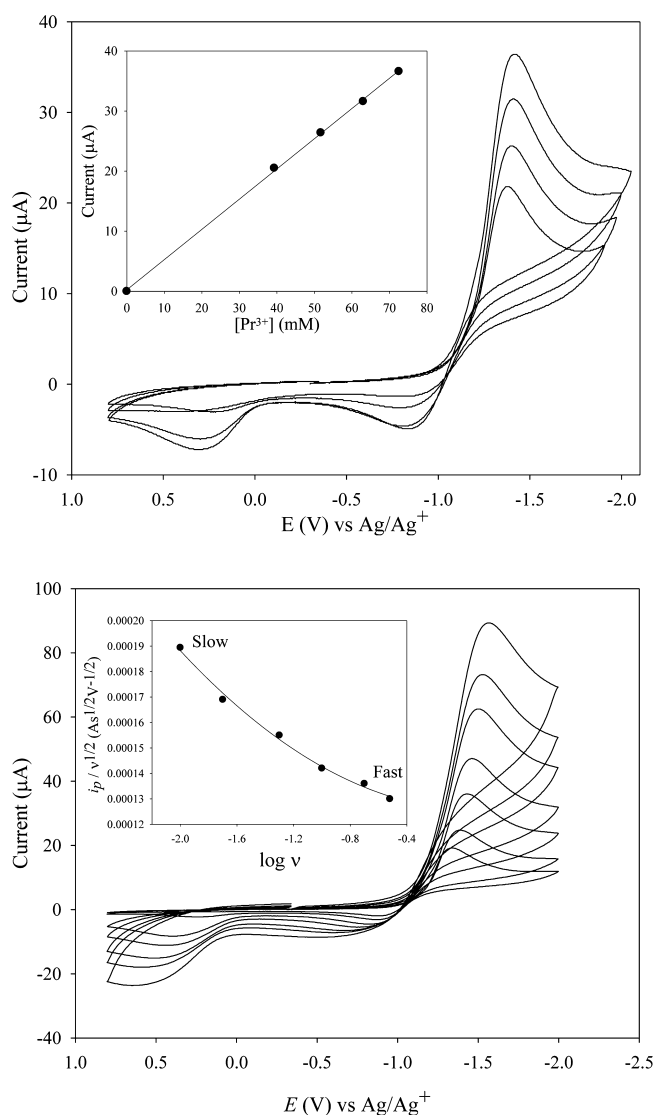 40
30
20
10
0
Current (µA)
0 10 20 30 40 50 60 70 80
[Pr³⁺] (mM)
40
30
20
10
0
-10
Current (µA)
1.0 0.5 0.0 -0.5 -1.0 -1.5 -2.0
E (V) vs Ag/Ag⁺
0.00020
0.00019
0.00018
0.00017
0.00016
0.00015
0.00014
0.00013
0.00012
ip / ν^1/2 (As^1/2V^-1/2)
Slow
Fast
-2.0 -1.6 -1.2 -0.8 -0.4
log ν
100
80
60
40
20
0
-20
-40
Current (µA)
1.0 0.5 0.0 -0.5 -1.0 -1.5 -2.0 -2.5
E (V) vs Ag/Ag⁺